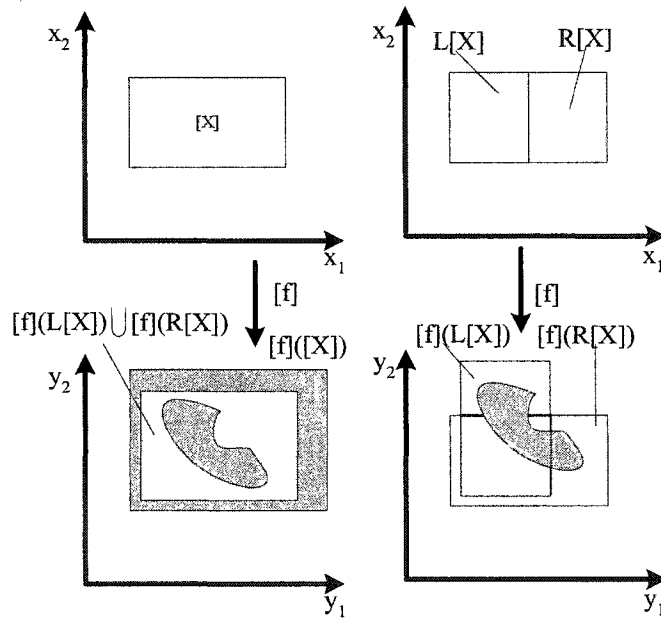 x2
[X]
x1
x2
L[X]
R[X]
x1
[f]
[f](L[X])⋃[f](R[X])
[f]([X])
y2
y1
[f]
[f](L[X])
[f](R[X])
y2
y1